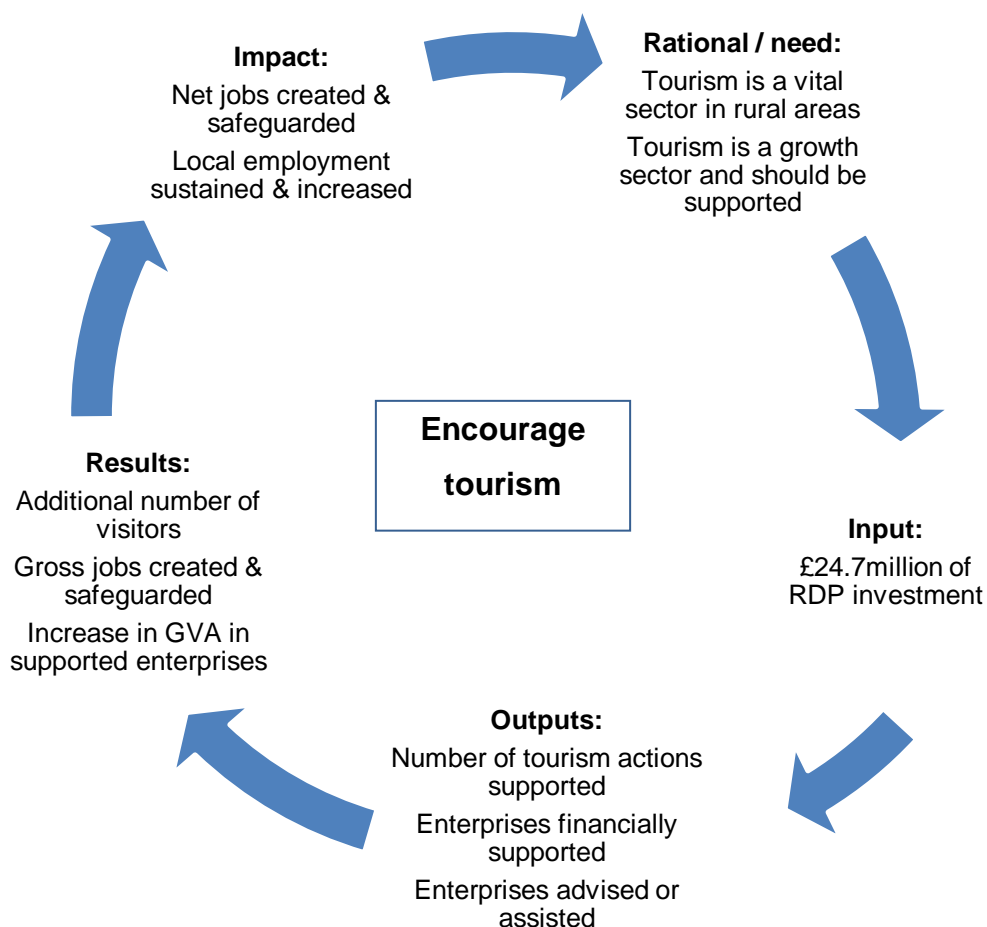 Impact:
Net jobs created &
safeguarded
Local employment
sustained & increased
Rational / need:
Tourism is a vital
sector in rural areas
Tourism is a growth
sector and should be
supported
Input:
£24.7million of
RDP investment
Outputs:
Number of tourism actions
supported
Enterprises financially
supported
Enterprises advised or
assisted
Results:
Additional number of
visitors
Gross jobs created &
safeguarded
Increase in GVA in
supported enterprises
Encourage
tourism